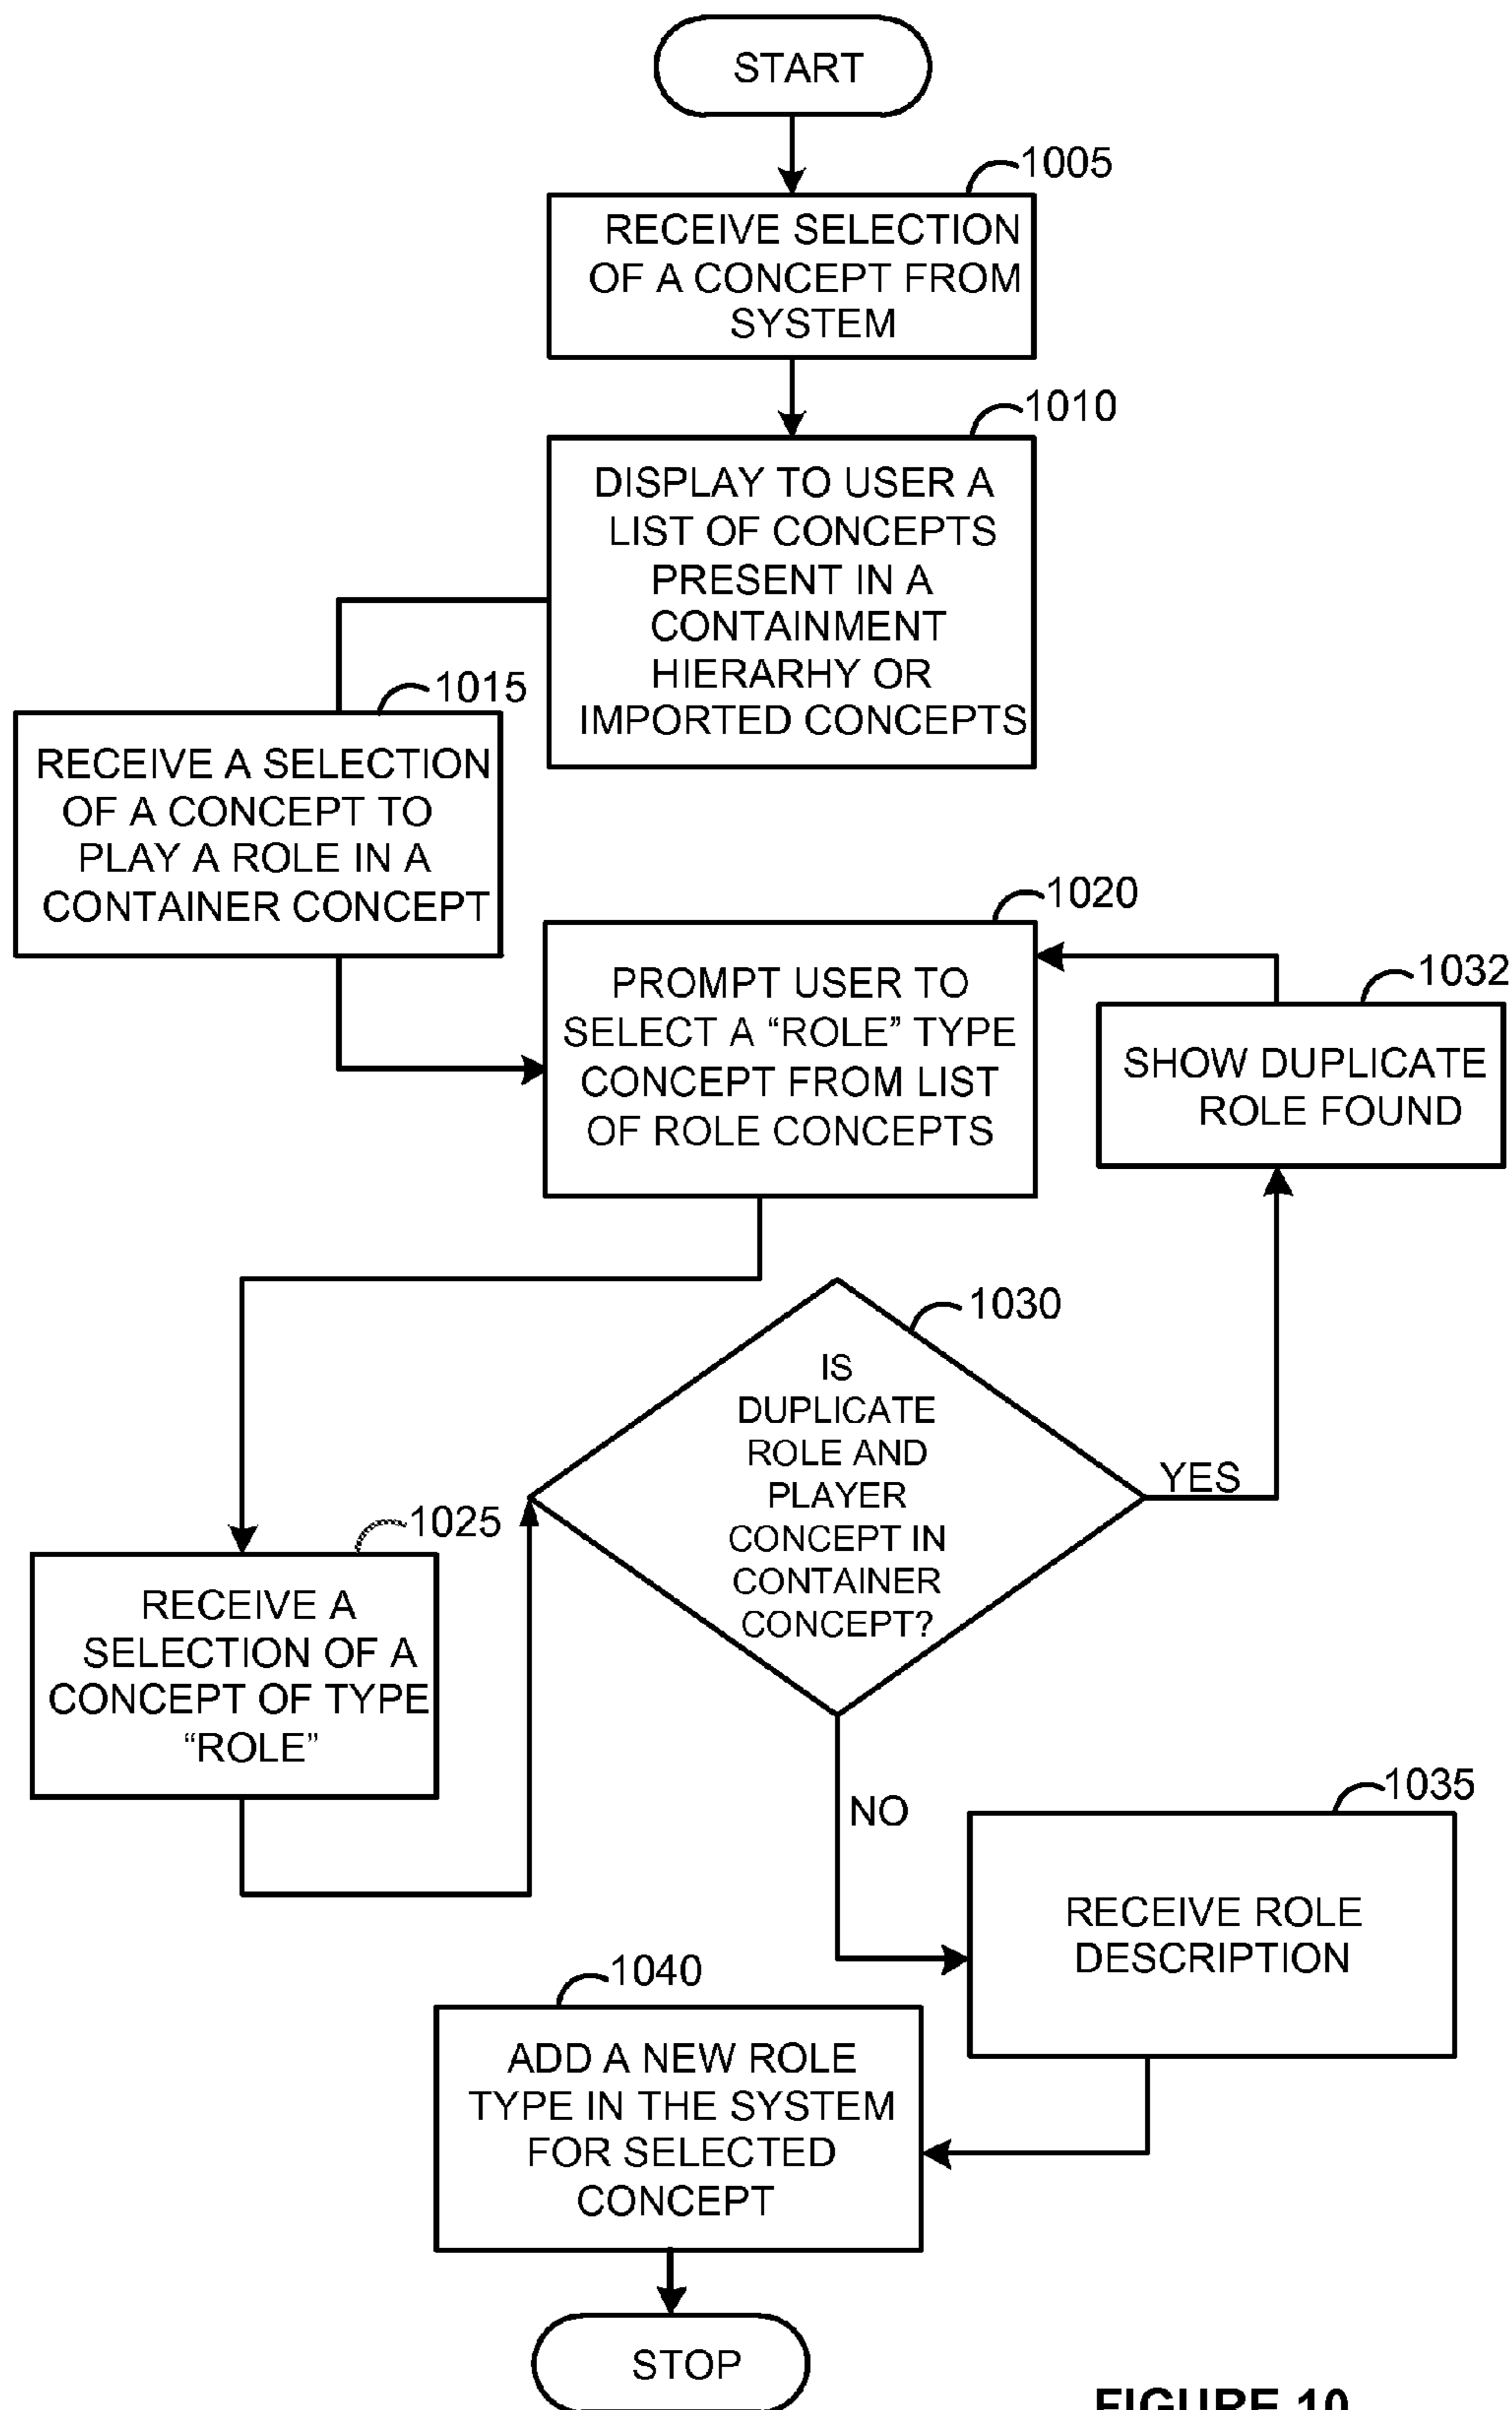 START
1005
RECEIVE SELECTION
OF A CONCEPT FROM
SYSTEM
1010
DISPLAY TO USER A
LIST OF CONCEPTS
PRESENT IN A
CONTAINMENT
HIERARHY OR
IMPORTED CONCEPTS
1015
RECEIVE A SELECTION
OF A CONCEPT TO
PLAY A ROLE IN A
CONTAINER CONCEPT
1020
PROMPT USER TO
SELECT A “ROLE” TYPE
CONCEPT FROM LIST
OF ROLE CONCEPTS
1032
SHOW DUPLICATE
ROLE FOUND
1030
IS
DUPLICATE
ROLE AND
PLAYER
CONCEPT IN
CONTAINER
CONCEPT?
YES
1025
RECEIVE A
SELECTION OF A
CONCEPT OF TYPE
“ROLE”
NO
1035
RECEIVE ROLE
DESCRIPTION
1040
ADD A NEW ROLE
TYPE IN THE SYSTEM
FOR SELECTED
CONCEPT
STOP
FIGURE 10